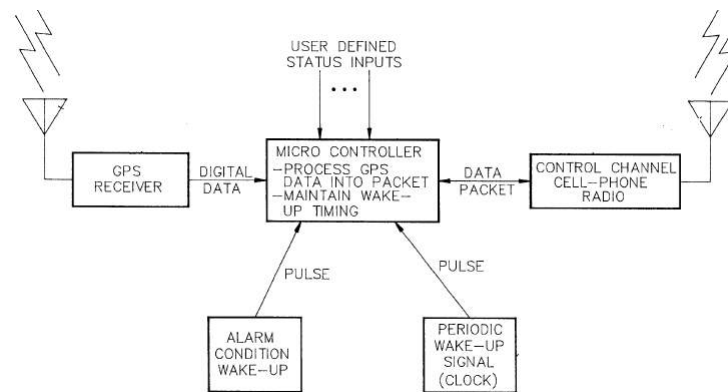 USER DEFINED
STATUS INPUTS
GPS
RECEIVER
DIGITAL
DATA
MICRO CONTROLLER
–PROCESS GPS
DATA INTO PACKET
–MAINTAIN WAKE–
UP TIMING
DATA
PACKET
CONTROL CHANNEL
CELL–PHONE
RADIO
PULSE
PULSE
ALARM
CONDITION
WAKE–UP
PERIODIC
WAKE–UP
SIGNAL
(CLOCK)